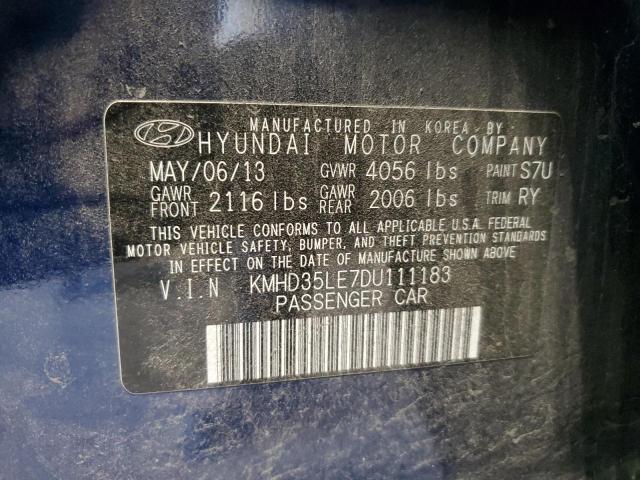 MANUFACTURED IN KOREA BY
HYUNDAI MOTOR COMPANY
MAY/06/13 GVWR 4056 lbs PAINT S7U
GAWR FRONT 2116 lbs GAWR REAR 2006 lbs TRIM RY
THIS VEHICLE CONFORMS TO ALL APPLICABLE U.S.A. FEDERAL
MOTOR VEHICLE SAFETY, BUMPER, AND THEFT PREVENTION STANDARDS
IN EFFECT ON THE DATE OF MANUFACTURE SHOWN ABOVE
V.I.N KMHD35LE7DU111183
PASSENGER CAR